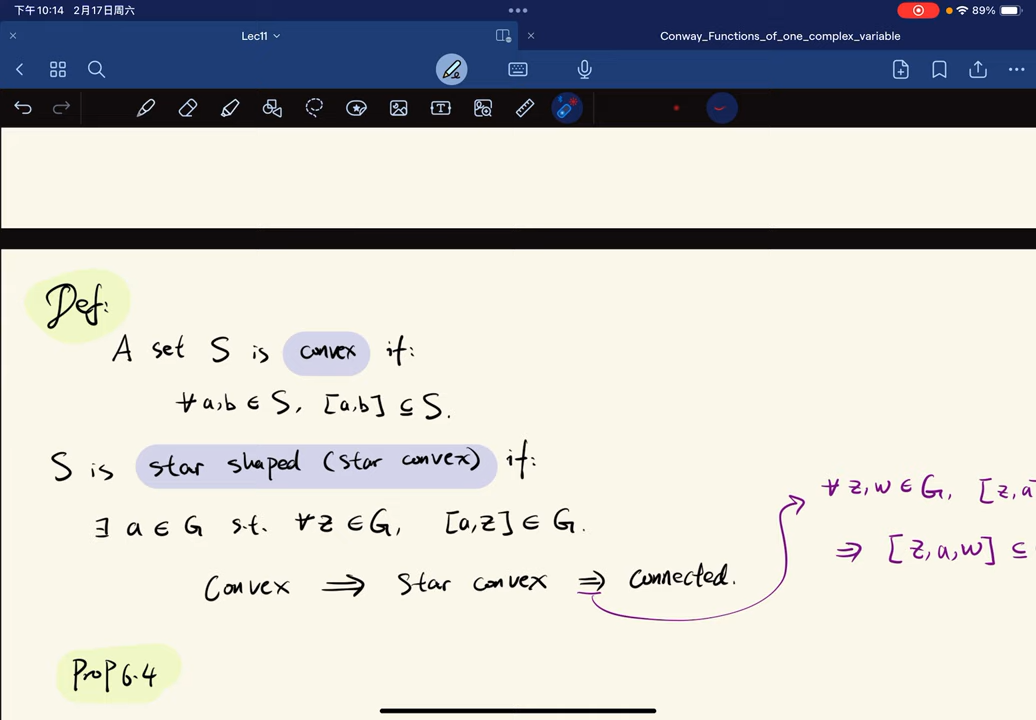 下午10:14 2月17日周六
89%
Lec11
Conway_Functions_of_one_complex_variable
Def:
A set S is convex if:
∀ a,b ∈ S, [a,b] ⊆ S.
S is star shaped (star convex) if:
∃ a ∈ G s.t. ∀ z ∈ G, [a,z] ∈ G.
Convex ⟹ Star convex ⟹ connected.
∀ z,w ∈ G, [z,a
⟹ [z,a,w] ⊆
Prop 6.4